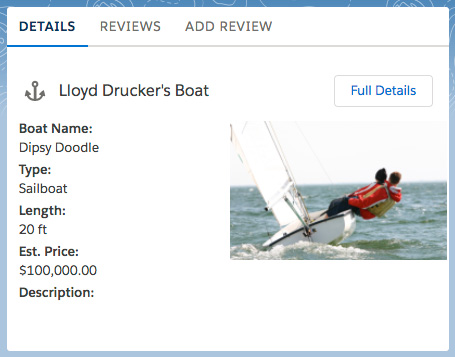 DETAILS REVIEWS ADD REVIEW
Lloyd Drucker's Boat Full Details
Boat Name:
Dipsy Doodle
Type:
Sailboat
Length:
20 ft
Est. Price:
$100,000.00
Description: